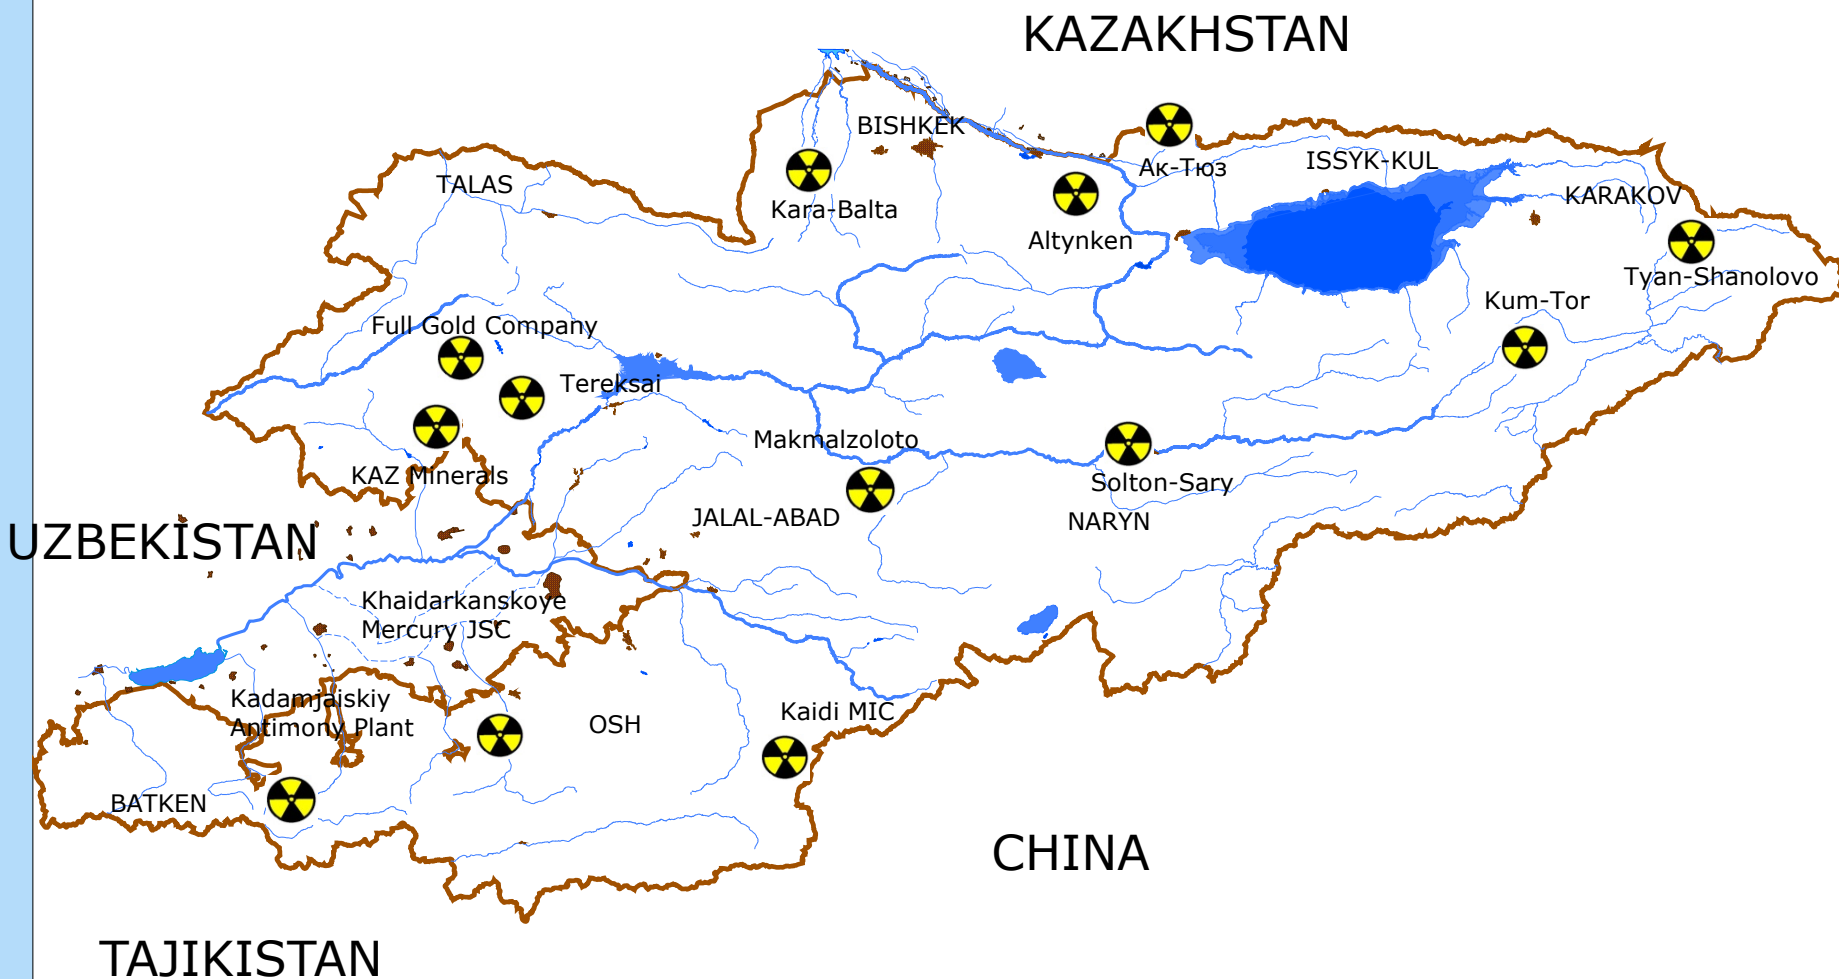 KAZAKHSTAN
BISHKEK
Ак-Тюз
ISSYK-KUL
TALAS
KARAKOV
Kara-Balta
Altynken
Tyan-Shanolovo
Kum-Tor
Full Gold Company
Tereksai
Makmalzoloto
KAZ Minerals
Solton-Sary
JALAL-ABAD
NARYN
UZBEKİSTAN
Khaidarkanskoye
Mercury JSC
Kadamjaiskiy
Antimony Plant
OSH
Kaidi MIC
BATKEN
CHINA
TAJIKISTAN